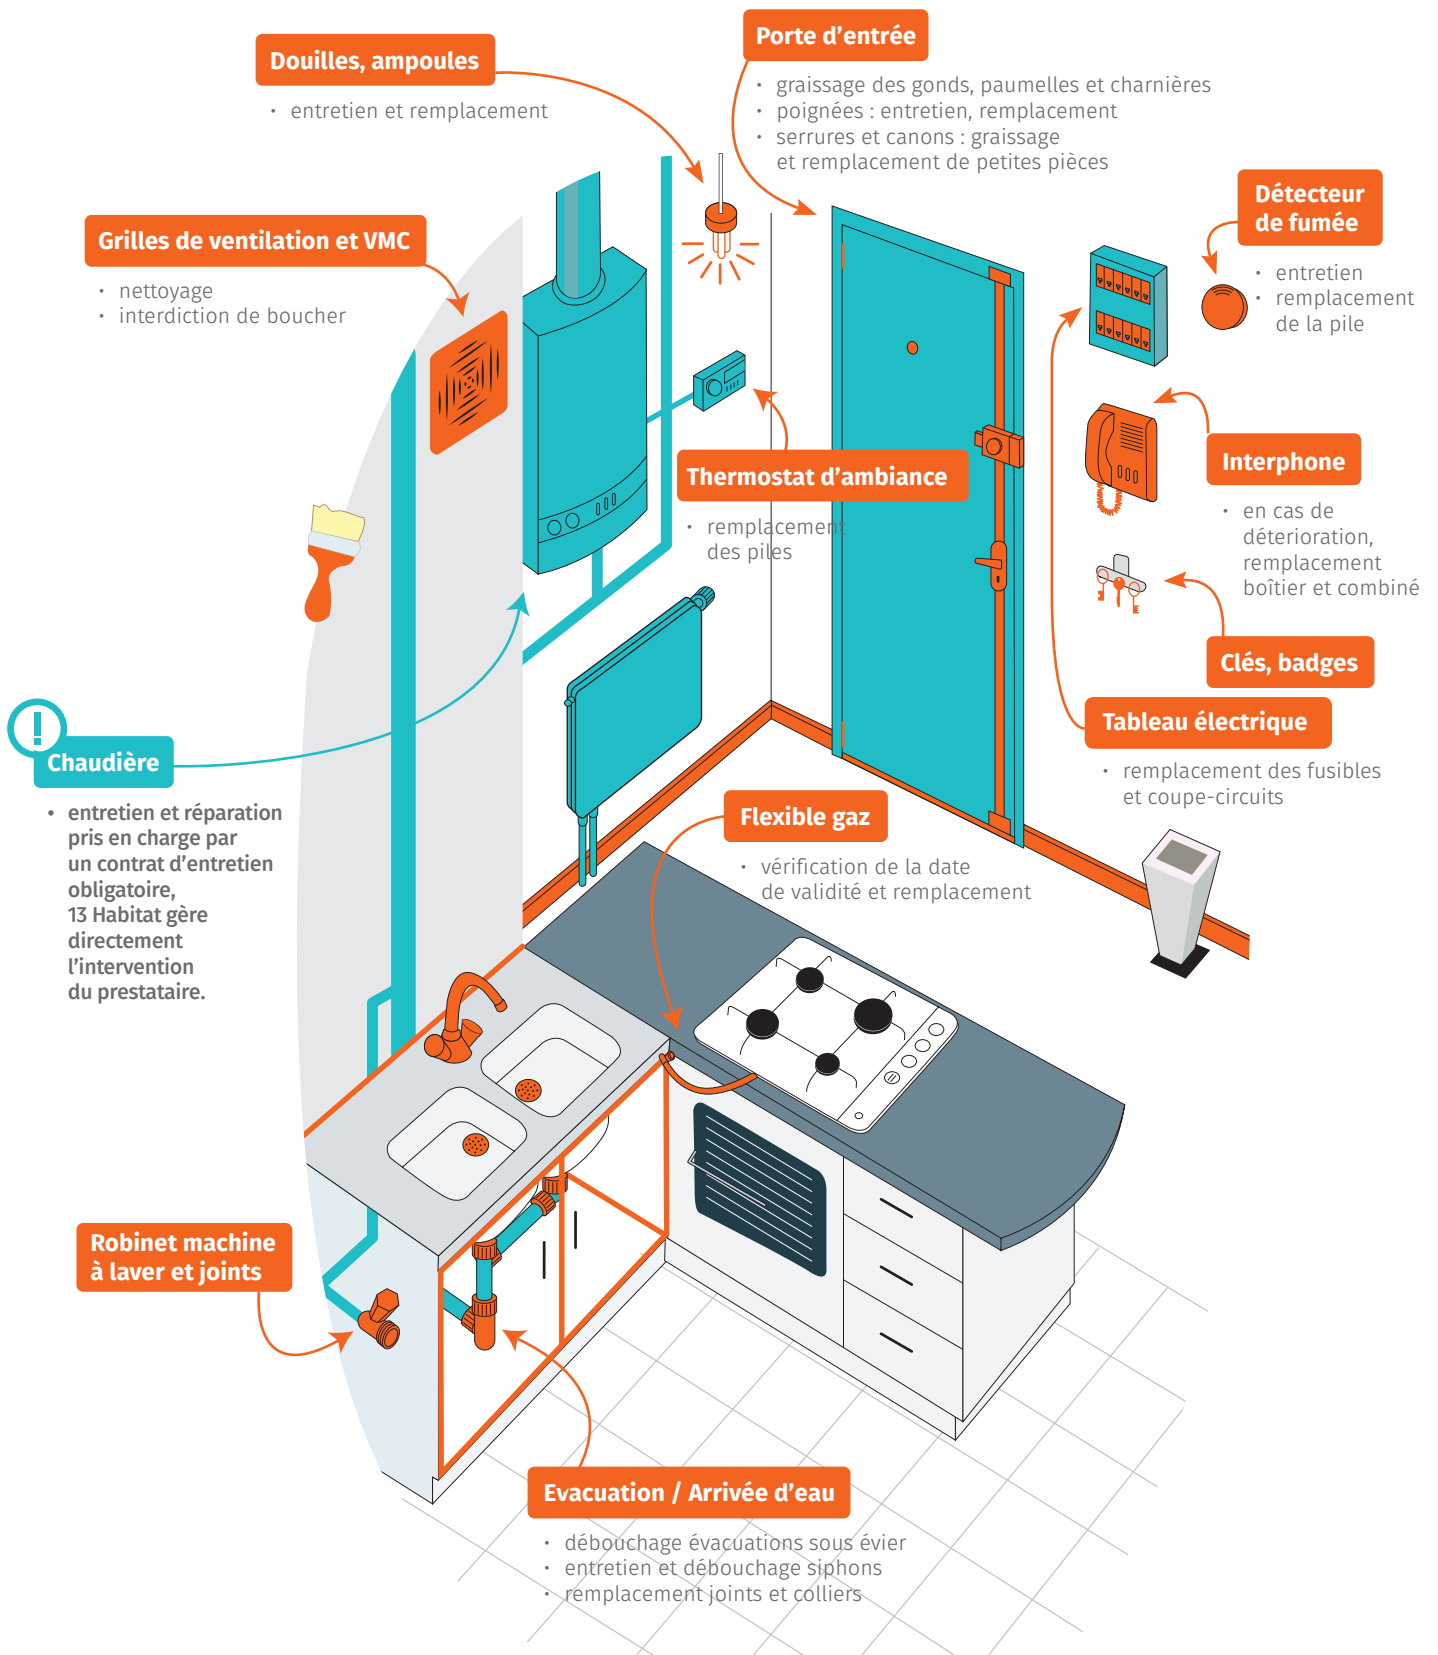 Porte d'entrée
• graissage des gonds, paumelles et charnières
• poignées : entretien, remplacement
• serrures et canons : graissage
et remplacement de petites pièces
Douilles, ampoules
• entretien et remplacement
Détecteur
de fumée
• entretien
• remplacement
de la pile
Grilles de ventilation et VMC
• nettoyage
• interdiction de boucher
Thermostat d'ambiance
• remplacement
des piles
Interphone
• en cas de
déterioration,
remplacement
boîtier et combiné
Clés, badges
Tableau électrique
• remplacement des fusibles
et coupe-circuits
!
Chaudière
• entretien et réparation
pris en charge par
un contrat d'entretien
obligatoire,
13 Habitat gère
directement
l'intervention
du prestataire.
Flexible gaz
• vérification de la date
de validité et remplacement
Robinet machine
à laver et joints
Evacuation / Arrivée d'eau
• débouchage évacuations sous évier
• entretien et débouchage siphons
• remplacement joints et colliers